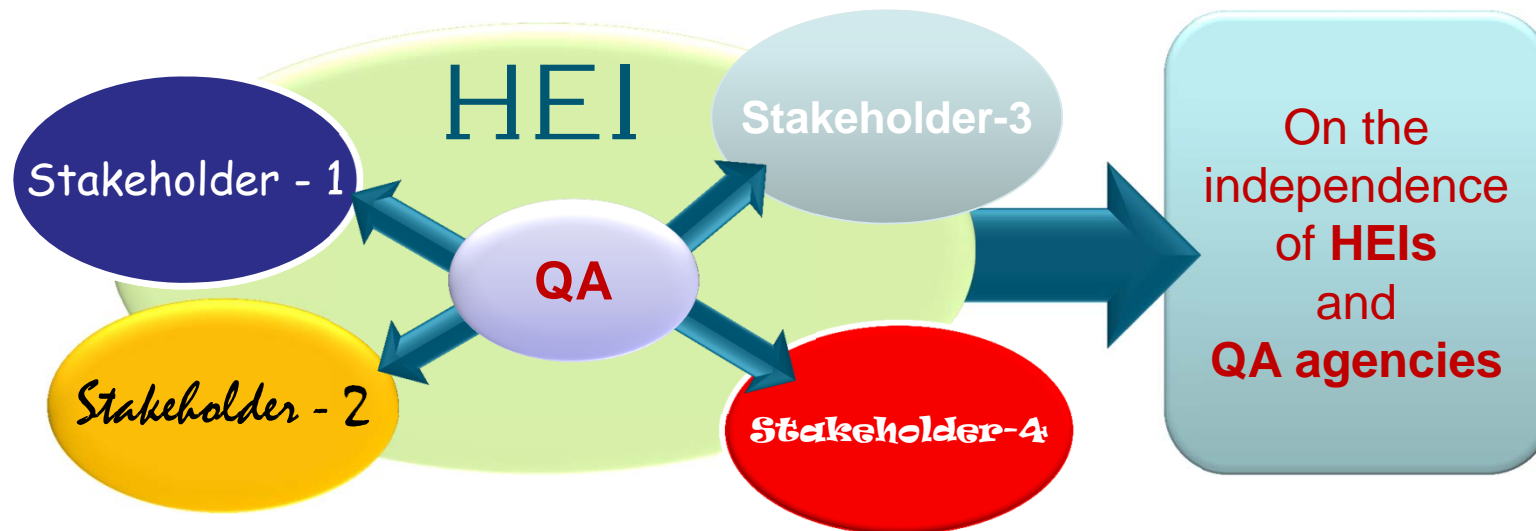 HEI
Stakeholder - 1
Stakeholder-3
QA
Stakeholder - 2
Stakeholder-4
On the
independence
of HEIs
and
QA agencies